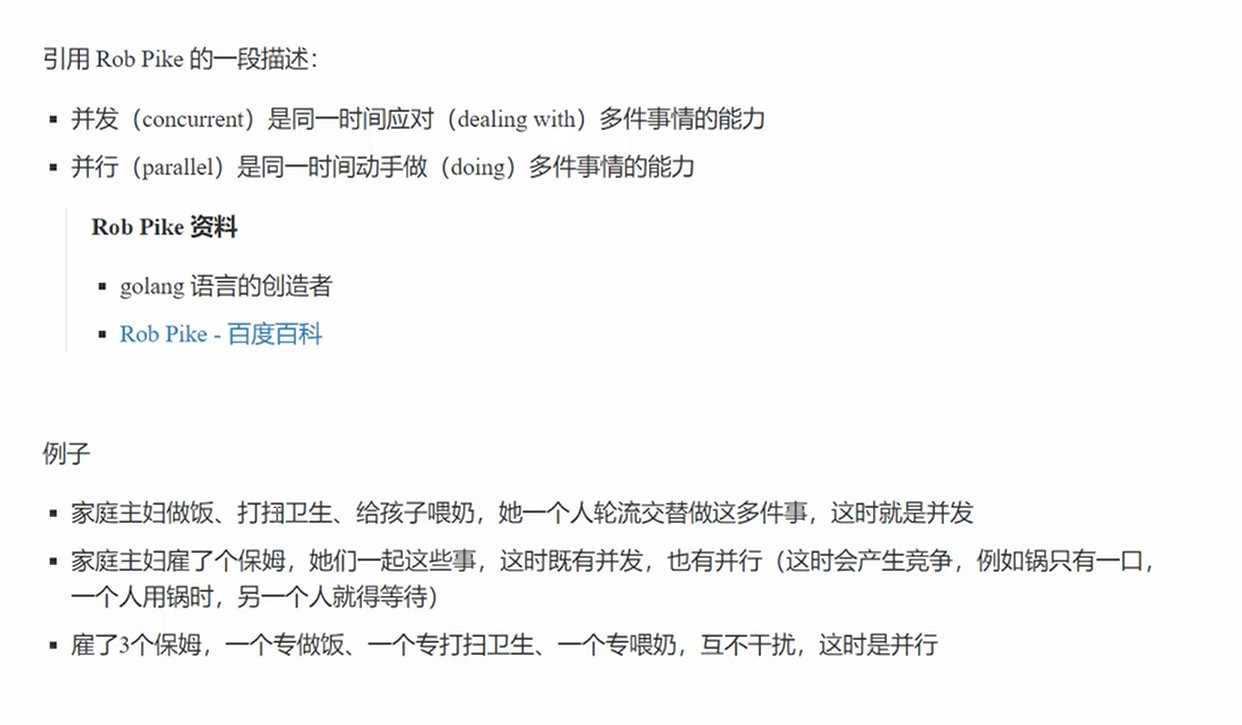 引用 Rob Pike 的一段描述：
▪ 并发（concurrent）是同一时间应对（dealing with）多件事情的能力
▪ 并行（parallel）是同一时间动手做（doing）多件事情的能力
Rob Pike 资料
▪ golang 语言的创造者
▪ Rob Pike - 百度百科
例子
▪ 家庭主妇做饭、打扫卫生、给孩子喂奶，她一个人轮流交替做这多件事，这时就是并发
▪ 家庭主妇雇了个保姆，她们一起这些事，这时既有并发，也有并行（这时会产生竞争，例如锅只有一口，
一个人用锅时，另一个人就得等待）
▪ 雇了3个保姆，一个专做饭、一个专打扫卫生、一个专喂奶，互不干扰，这时是并行